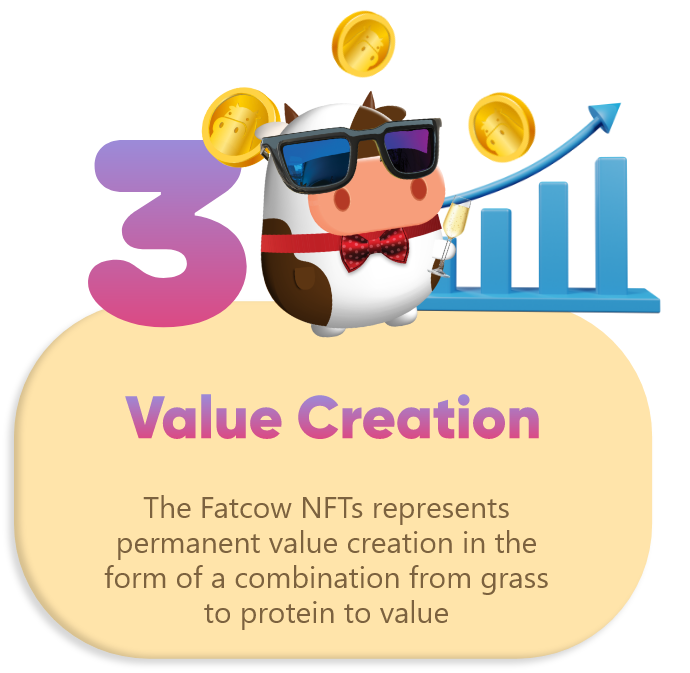 3
Value Creation
The Fatcow NFTs represents
permanent value creation in the
form of a combination from grass
to protein to value